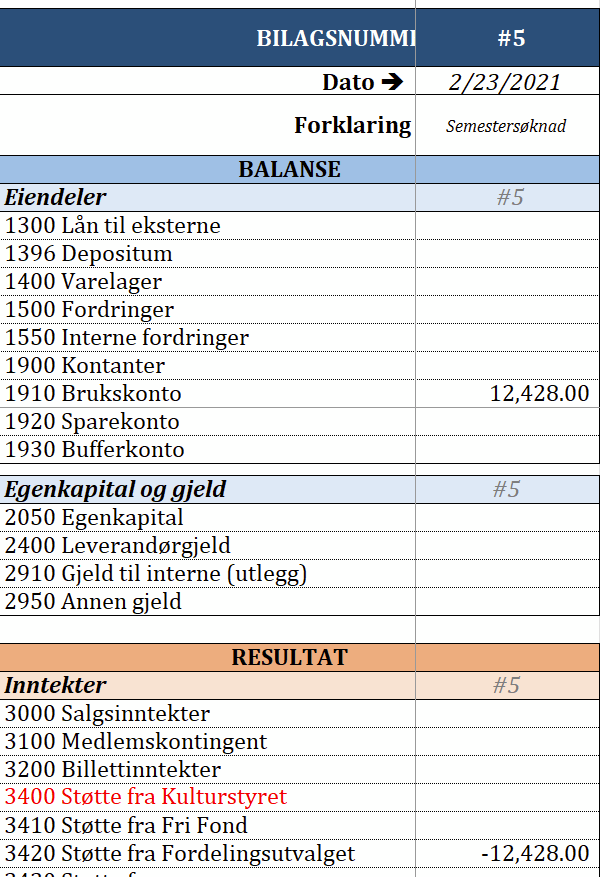 BILAGSNUMME #5
Dato → 2/23/2021
Forklaring Semestersøknad
BALANSE
Eiendeler #5
1300 Lån til eksterne
1396 Depositum
1400 Varelager
1500 Fordringer
1550 Interne fordringer
1900 Kontanter
1910 Brukskonto 12,428.00
1920 Sparekonto
1930 Bufferkonto
Egenkapital og gjeld #5
2050 Egenkapital
2400 Leverandørgjeld
2910 Gjeld til interne (utlegg)
2950 Annen gjeld
RESULTAT
Inntekter #5
3000 Salgsinntekter
3100 Medlemskontingent
3200 Billettinntekter
3400 Støtte fra Kulturstyret
3410 Støtte fra Fri Fond
3420 Støtte fra Fordelingsutvalget -12,428.00